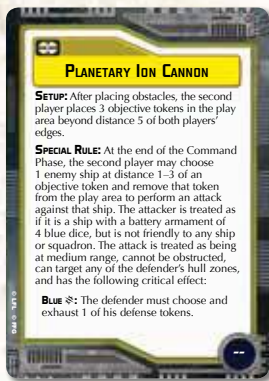 PLANETARY ION CANNON
SETUP: After placing obstacles, the second
player places 3 objective tokens in the play
area beyond distance 5 of both players'
edges.
SPECIAL RULE: At the end of the Command
Phase, the second player may choose
1 enemy ship at distance 1–3 of an
objective token and remove that token
from the play area to perform an attack
against that ship. The attacker is treated as
if it is a ship with a battery armament of
4 blue dice, but is not friendly to any ship
or squadron. The attack is treated as being
at medium range, cannot be obstructed,
can target any of the defender's hull zones,
and has the following critical effect:
BLUE : The defender must choose and
exhaust 1 of his defense tokens.
© LFL © FFG
--